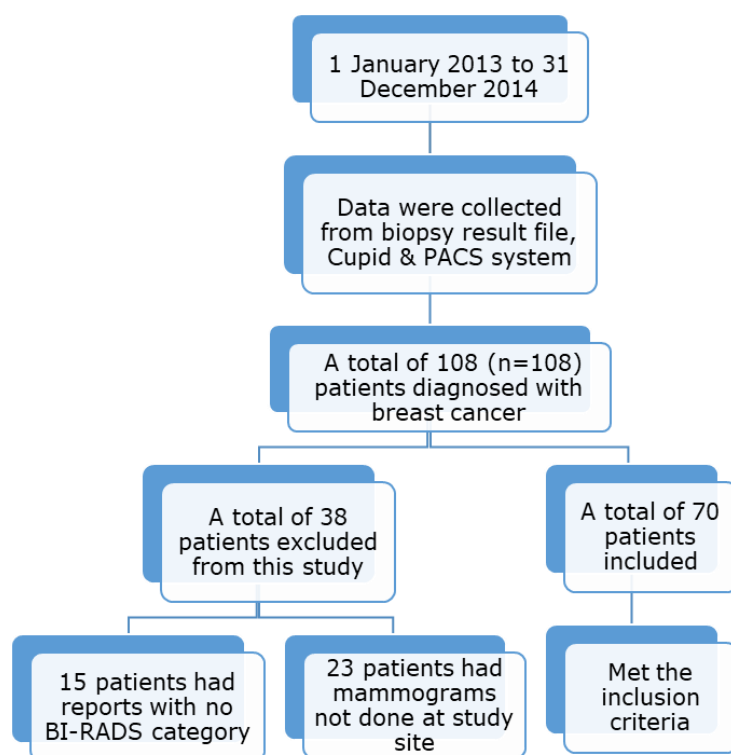 1 January 2013 to 31
December 2014
Data were collected
from biopsy result file,
Cupid & PACS system
A total of 108 (n=108)
patients diagnosed with
breast cancer
A total of 38
patients excluded
from this study
A total of 70
patients
included
15 patients had
reports with no
BI-RADS category
23 patients had
mammograms
not done at study
site
Met the
inclusion
criteria